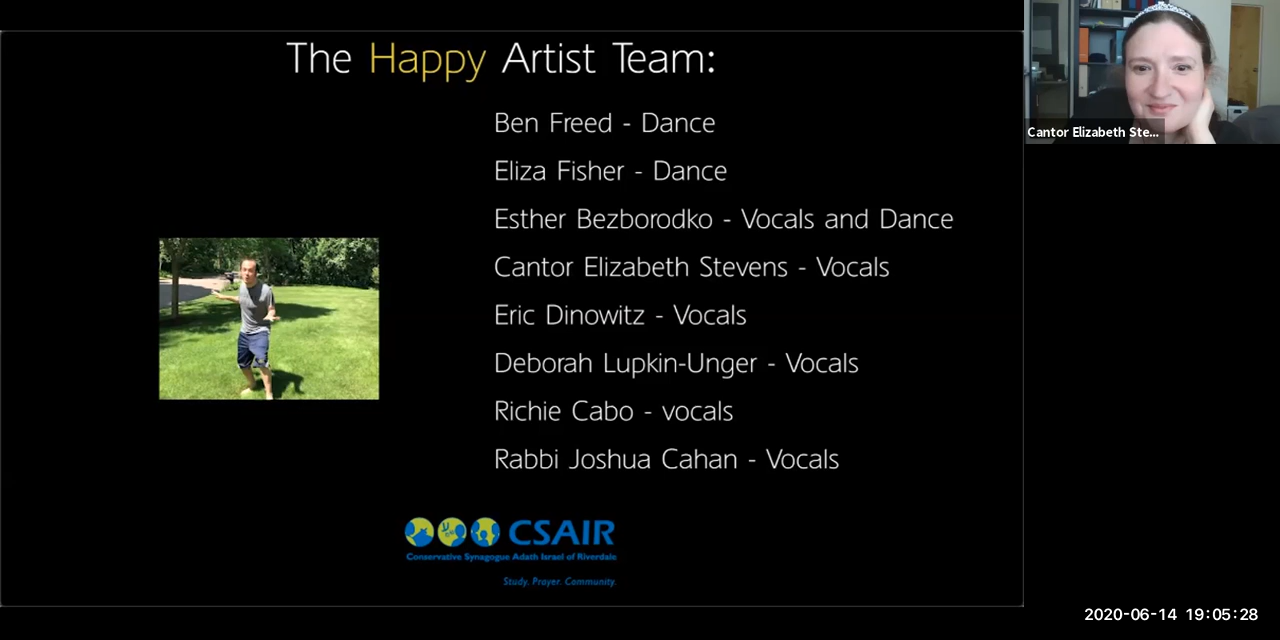 The Happy Artist Team:
Ben Freed - Dance
Eliza Fisher - Dance
Esther Bezborodko - Vocals and Dance
Cantor Elizabeth Stevens - Vocals
Eric Dinowitz - Vocals
Deborah Lupkin-Unger - Vocals
Richie Cabo - vocals
Rabbi Joshua Cahan - Vocals
CSAIR
Conservative Synagogue Adath Israel of Riverdale
Study. Prayer. Community.
Cantor Elizabeth Ste...
2020-06-14 19:05:28